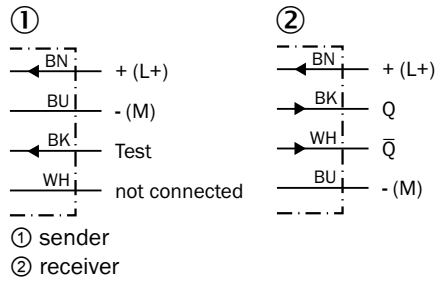 ①
BN + (L+)
BU - (M)
BK Test
WH not connected
②
BN + (L+)
BK Q
WH Q̅
BU - (M)
① sender
② receiver